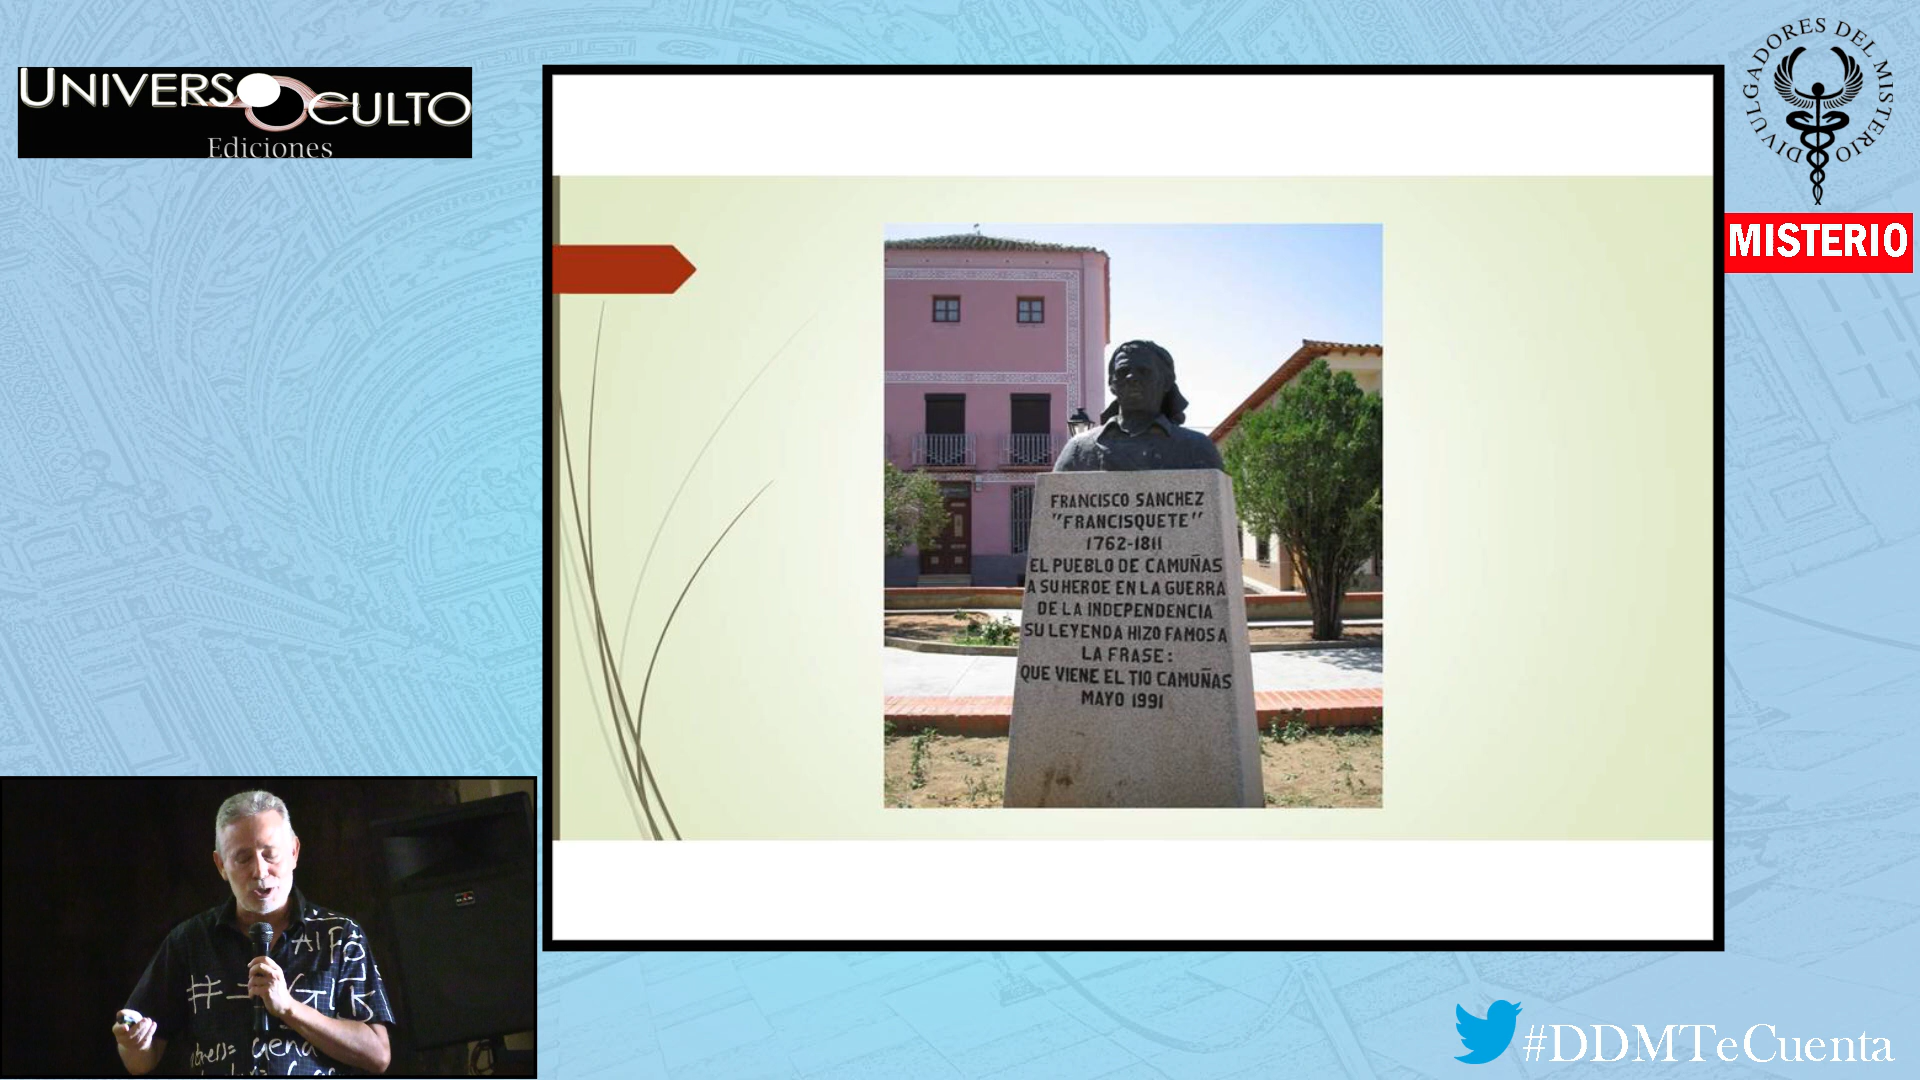 UNIVERSO OCULTO
Ediciones
DIVULGADORES DEL MISTERIO
MISTERIO
FRANCISCO SANCHEZ
"FRANCISQUETE"
1762-1811
EL PUEBLO DE CAMUÑAS
A SU HEROE EN LA GUERRA
DE LA INDEPENDENCIA
SU LEYENDA HIZO FAMOSA
LA FRASE:
QUE VIENE EL TIO CAMUÑAS
MAYO 1991
#DDMTeCuenta